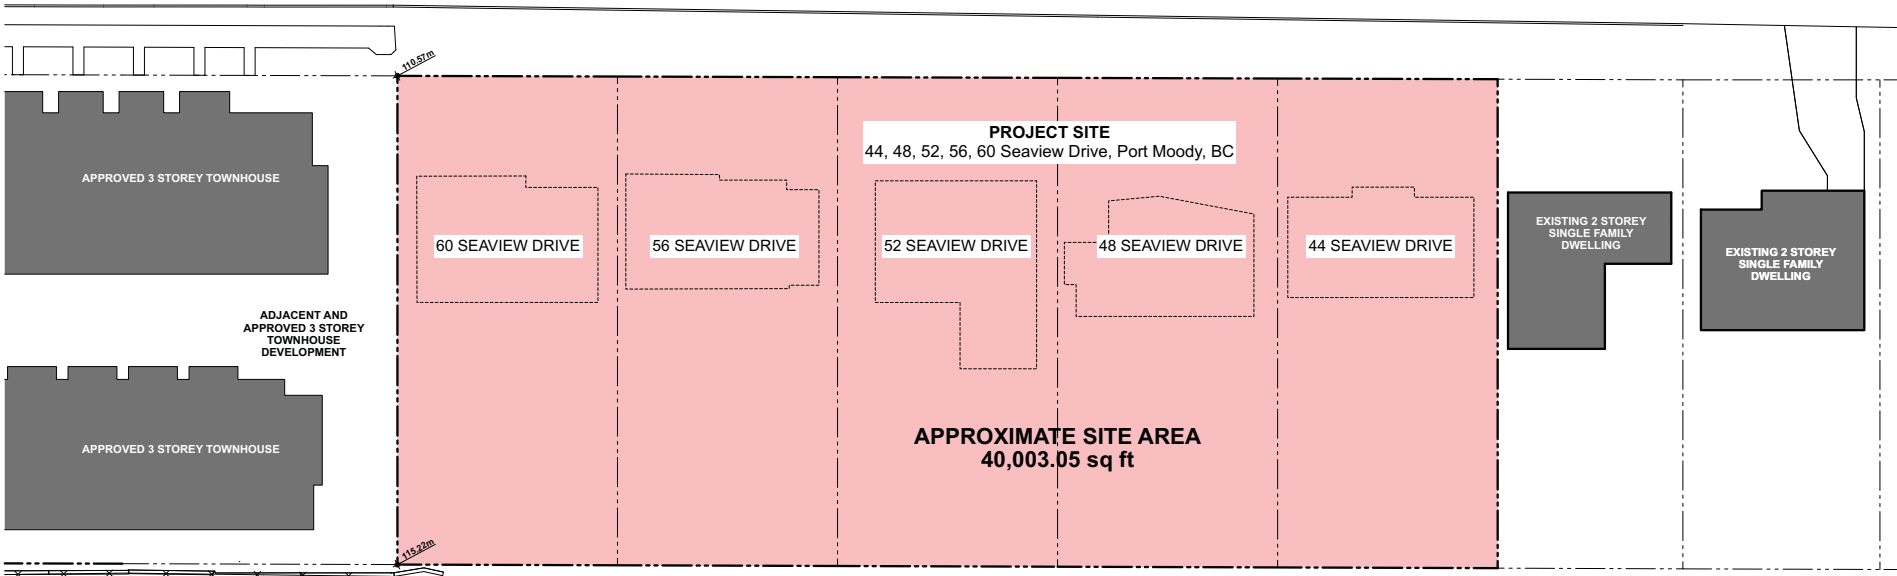 110.57m
APPROVED 3 STOREY TOWNHOUSE
PROJECT SITE
44, 48, 52, 56, 60 Seaview Drive, Port Moody, BC
60 SEAVIEW DRIVE
56 SEAVIEW DRIVE
52 SEAVIEW DRIVE
48 SEAVIEW DRIVE
44 SEAVIEW DRIVE
EXISTING 2 STOREY
SINGLE FAMILY
DWELLING
EXISTING 2 STOREY
SINGLE FAMILY
DWELLING
ADJACENT AND
APPROVED 3 STOREY
TOWNHOUSE
DEVELOPMENT
APPROVED 3 STOREY TOWNHOUSE
APPROXIMATE SITE AREA
40,003.05 sq ft
115.22m